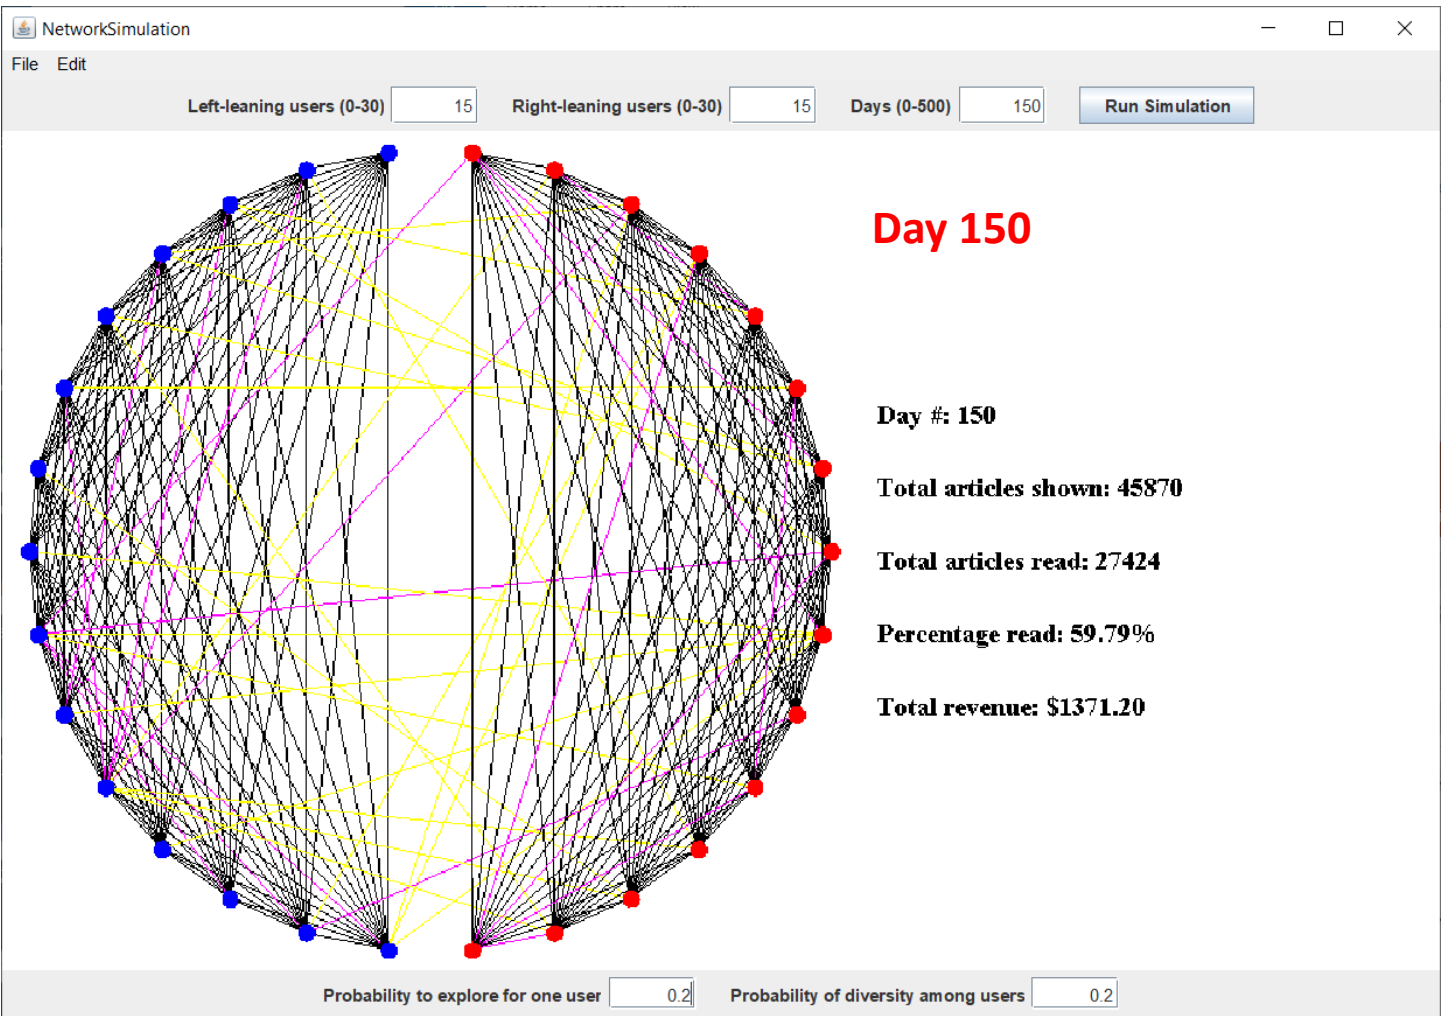 NetworkSimulation
File Edit
Left-leaning users (0-30) 15 Right-leaning users (0-30) 15 Days (0-500) 150 Run Simulation
Day 150
Day #: 150
Total articles shown: 45870
Total articles read: 27424
Percentage read: 59.79%
Total revenue: $1371.20
Probability to explore for one user 0.2 Probability of diversity among users 0.2